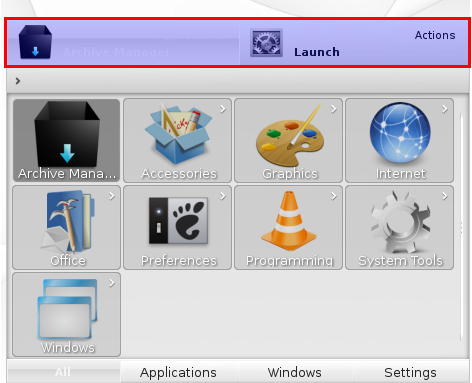 Actions
Archive Manager
Launch
>
Archive Mana...
Accessories
Graphics
Internet
Office
Preferences
Programming
System Tools
Windows
All
Applications
Windows
Settings